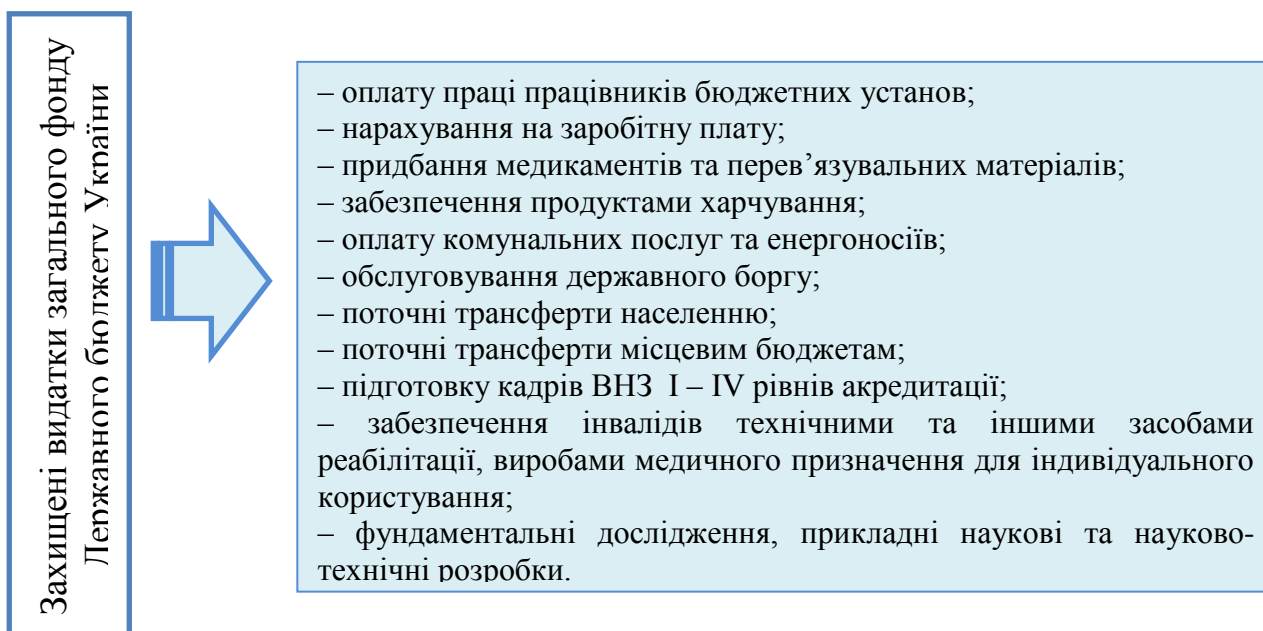 Захищені видатки загального фонду
Державного бюджету України
– оплату праці працівників бюджетних установ;
– нарахування на заробітну плату;
– придбання медикаментів та перев’язувальних матеріалів;
– забезпечення продуктами харчування;
– оплату комунальних послуг та енергоносіїв;
– обслуговування державного боргу;
– поточні трансферти населенню;
– поточні трансферти місцевим бюджетам;
– підготовку кадрів ВНЗ  І – ІV рівнів акредитації;
– забезпечення інвалідів технічними та іншими засобами
реабілітації, виробами медичного призначення для індивідуального
користування;
– фундаментальні дослідження, прикладні наукові та науково-
технічні розробки.